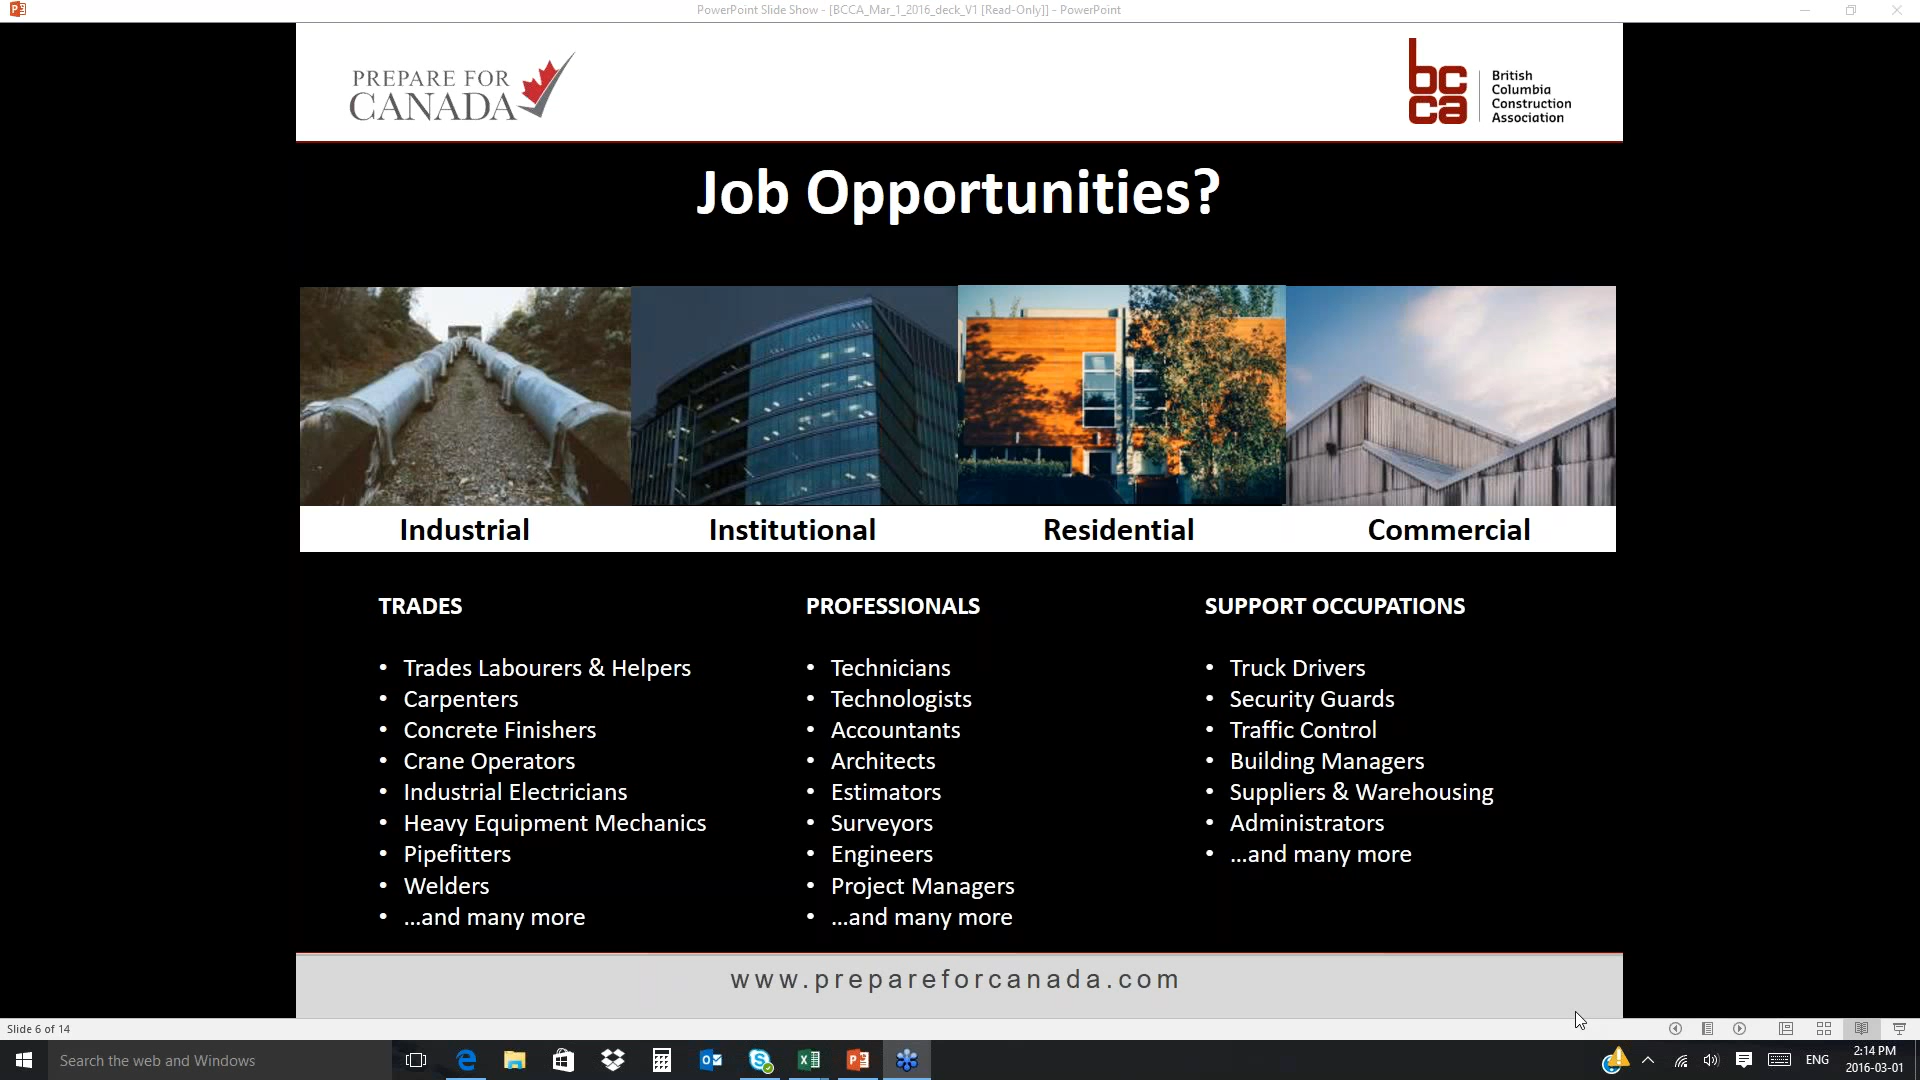 PowerPoint Slide Show - [BCCA_Mar_1_2016_deck_V1 [Read-Only]] - PowerPoint
PREPARE FOR
CANADA
bc
ca
British
Columbia
Construction
Association
Job Opportunities?
Industrial
Institutional
Residential
Commercial
TRADES
• Trades Labourers & Helpers
• Carpenters
• Concrete Finishers
• Crane Operators
• Industrial Electricians
• Heavy Equipment Mechanics
• Pipefitters
• Welders
• ...and many more
PROFESSIONALS
• Technicians
• Technologists
• Accountants
• Architects
• Estimators
• Surveyors
• Engineers
• Project Managers
• ...and many more
SUPPORT OCCUPATIONS
• Truck Drivers
• Security Guards
• Traffic Control
• Building Managers
• Suppliers & Warehousing
• Administrators
• ...and many more
www.prepareforcanada.com
Slide 6 of 14
Search the web and Windows
ENG
2:14 PM
2016-03-01